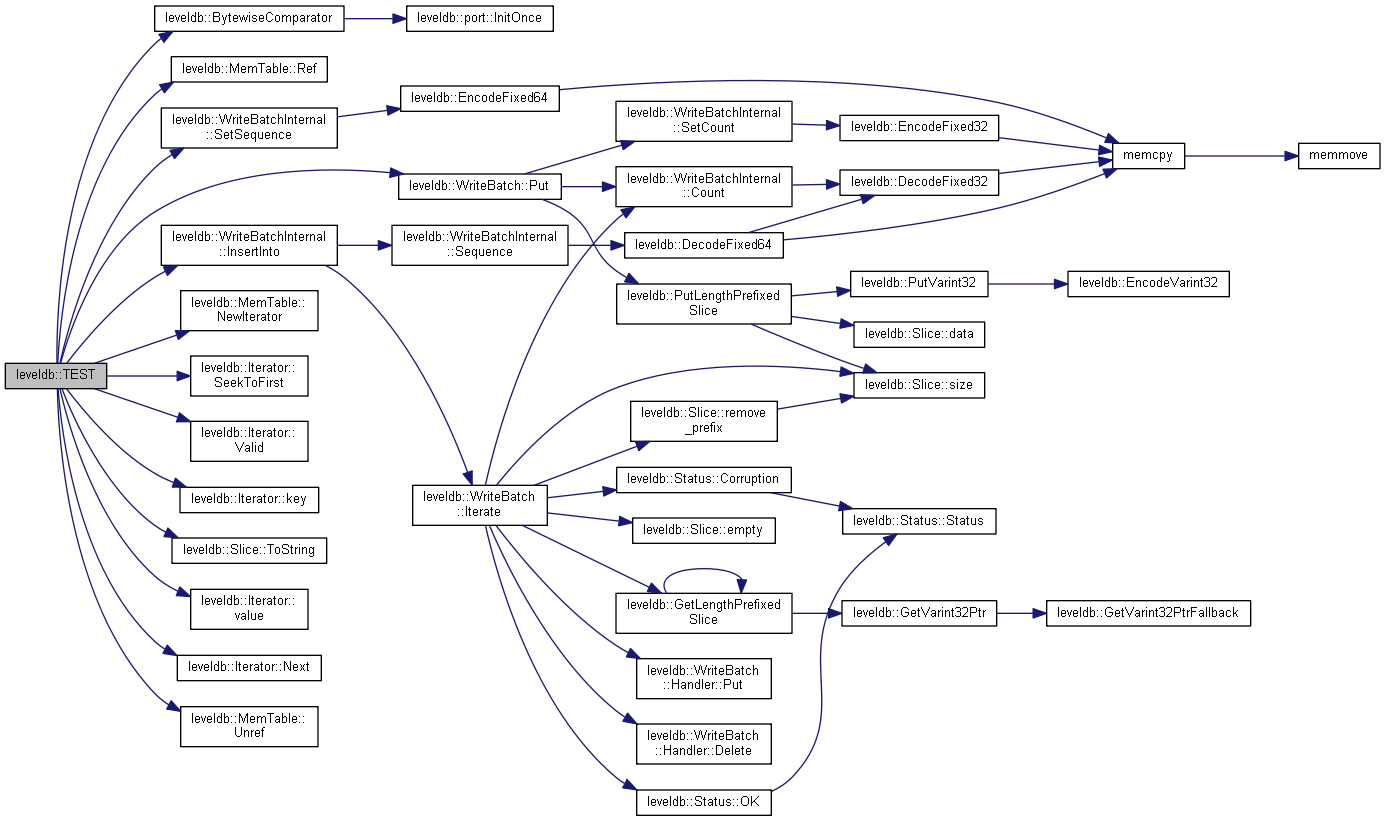 leveldb::BytewiseComparator
leveldb::port::InitOnce
leveldb::MemTable::Ref
leveldb::EncodeFixed64
leveldb::WriteBatchInternal
::SetSequence
leveldb::WriteBatchInternal
::SetCount
leveldb::EncodeFixed32
memcpy
memmove
leveldb::WriteBatch::Put
leveldb::WriteBatchInternal
::Count
leveldb::DecodeFixed32
leveldb::WriteBatchInternal
::InsertInto
leveldb::WriteBatchInternal
::Sequence
leveldb::DecodeFixed64
leveldb::MemTable::
NewIterator
leveldb::PutLengthPrefixed
Slice
leveldb::PutVarint32
leveldb::EncodeVarint32
leveldb::Slice::data
leveldb::TEST
leveldb::Iterator::
SeekToFirst
leveldb::Slice::size
leveldb::Iterator::
Valid
leveldb::Slice::remove
_prefix
leveldb::Iterator::key
leveldb::WriteBatch
::Iterate
leveldb::Status::Corruption
leveldb::Status::Status
leveldb::Slice::empty
leveldb::Slice::ToString
leveldb::Iterator::
value
leveldb::GetLengthPrefixed
Slice
leveldb::GetVarint32Ptr
leveldb::GetVarint32PtrFallback
leveldb::Iterator::Next
leveldb::WriteBatch
::Handler::Put
leveldb::MemTable::
Unref
leveldb::WriteBatch
::Handler::Delete
leveldb::Status::OK